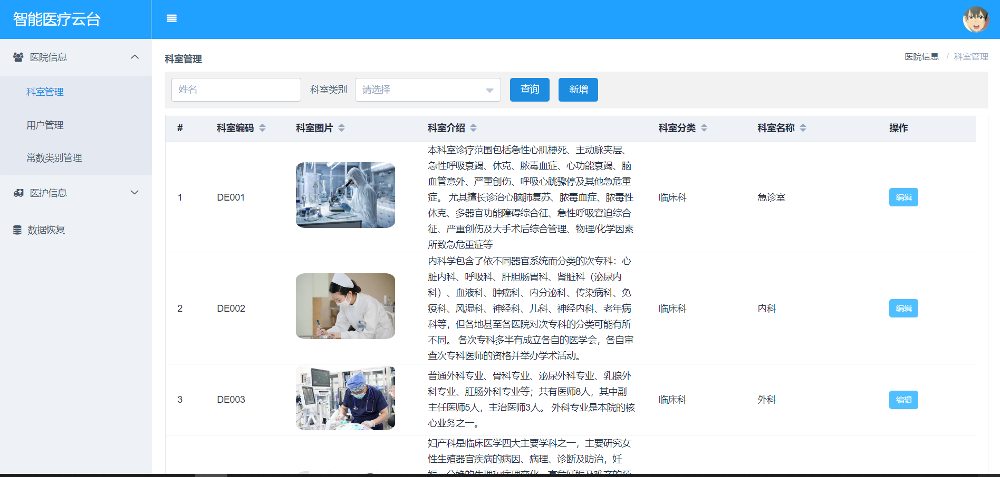 智能医疗云台
医院信息
科室管理
用户管理
常数类别管理
医护信息
数据恢复
科室管理
医院信息 / 科室管理
姓名 科室类别 请选择 查询 新增
# 科室编码 科室图片 科室介绍 科室分类 科室名称 操作
本科室诊疗范围包括急性心肌梗死、主动脉夹层、
急性呼吸衰竭、休克、脓毒血症、心功能衰竭、脑
血管意外、严重创伤、呼吸心跳骤停及其他急危重
症。 尤其擅长诊治心脑肺复苏、脓毒血症、脓毒性
休克、多器官功能障碍综合征、急性呼吸窘迫综合
征、严重创伤及大手术后综合管理、物理/化学因素
所致急危重症等
1 DE001 临床科 急诊室 编辑
内科学包含了依不同器官系统而分类的次专科：心
脏内科、呼吸科、肝胆肠胃科、肾脏科（泌尿内
科）、血液科、肿瘤科、内分泌科、传染病科、免
疫科、风湿科、神经科、儿科、神经内科、老年病
科等，但各地甚至各医院对次专科的分类可能有所
不同。 各次专科多半有成立各自的医学会，各自审
查次专科医师的资格并举办学术活动。
2 DE002 临床科 内科 编辑
普通外科专业、骨科专业、泌尿外科专业、乳腺外
科专业、肛肠外科专业等；共有医师8人，其中副
主任医师5人，主治医师3人。 外科专业是本院的核
心业务之一。
3 DE003 临床科 外科 编辑
妇产科是临床医学四大主要学科之一，主要研究女
性生殖器官疾病的病因、病理、诊断及防治，妊